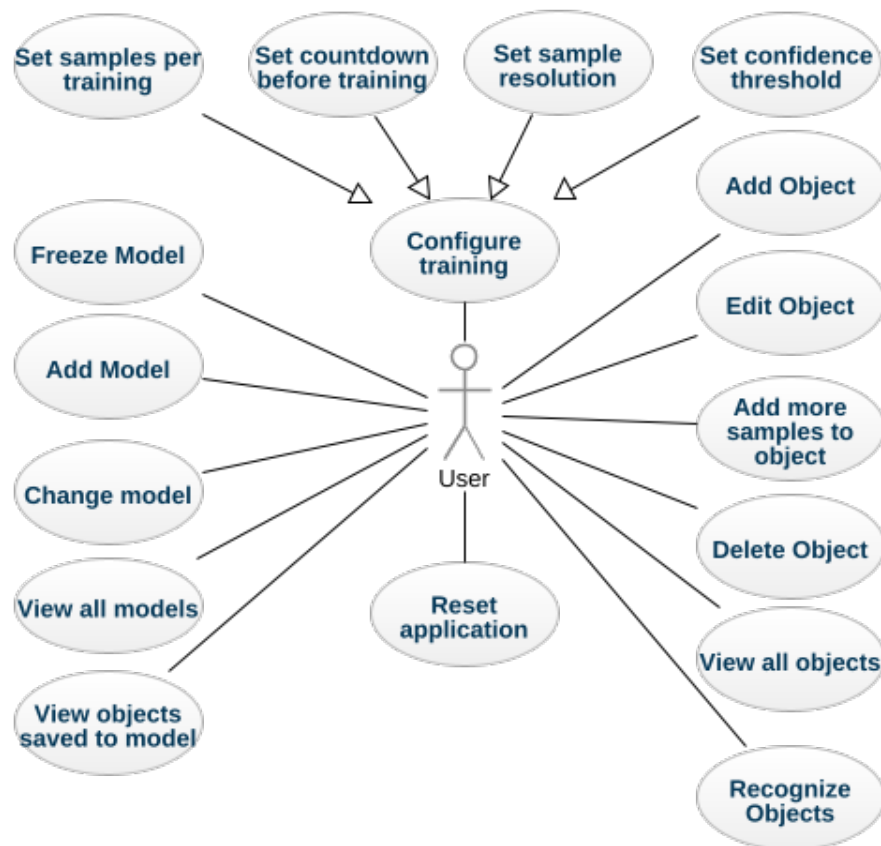 Set samples per
training
Set countdown
before training
Set sample
resolution
Set confidence
threshold
Add Object
Freeze Model
Configure
training
Edit Object
Add Model
Add more
samples to
object
User
Change model
Delete Object
View all models
Reset
application
View all objects
View objects
saved to model
Recognize
Objects